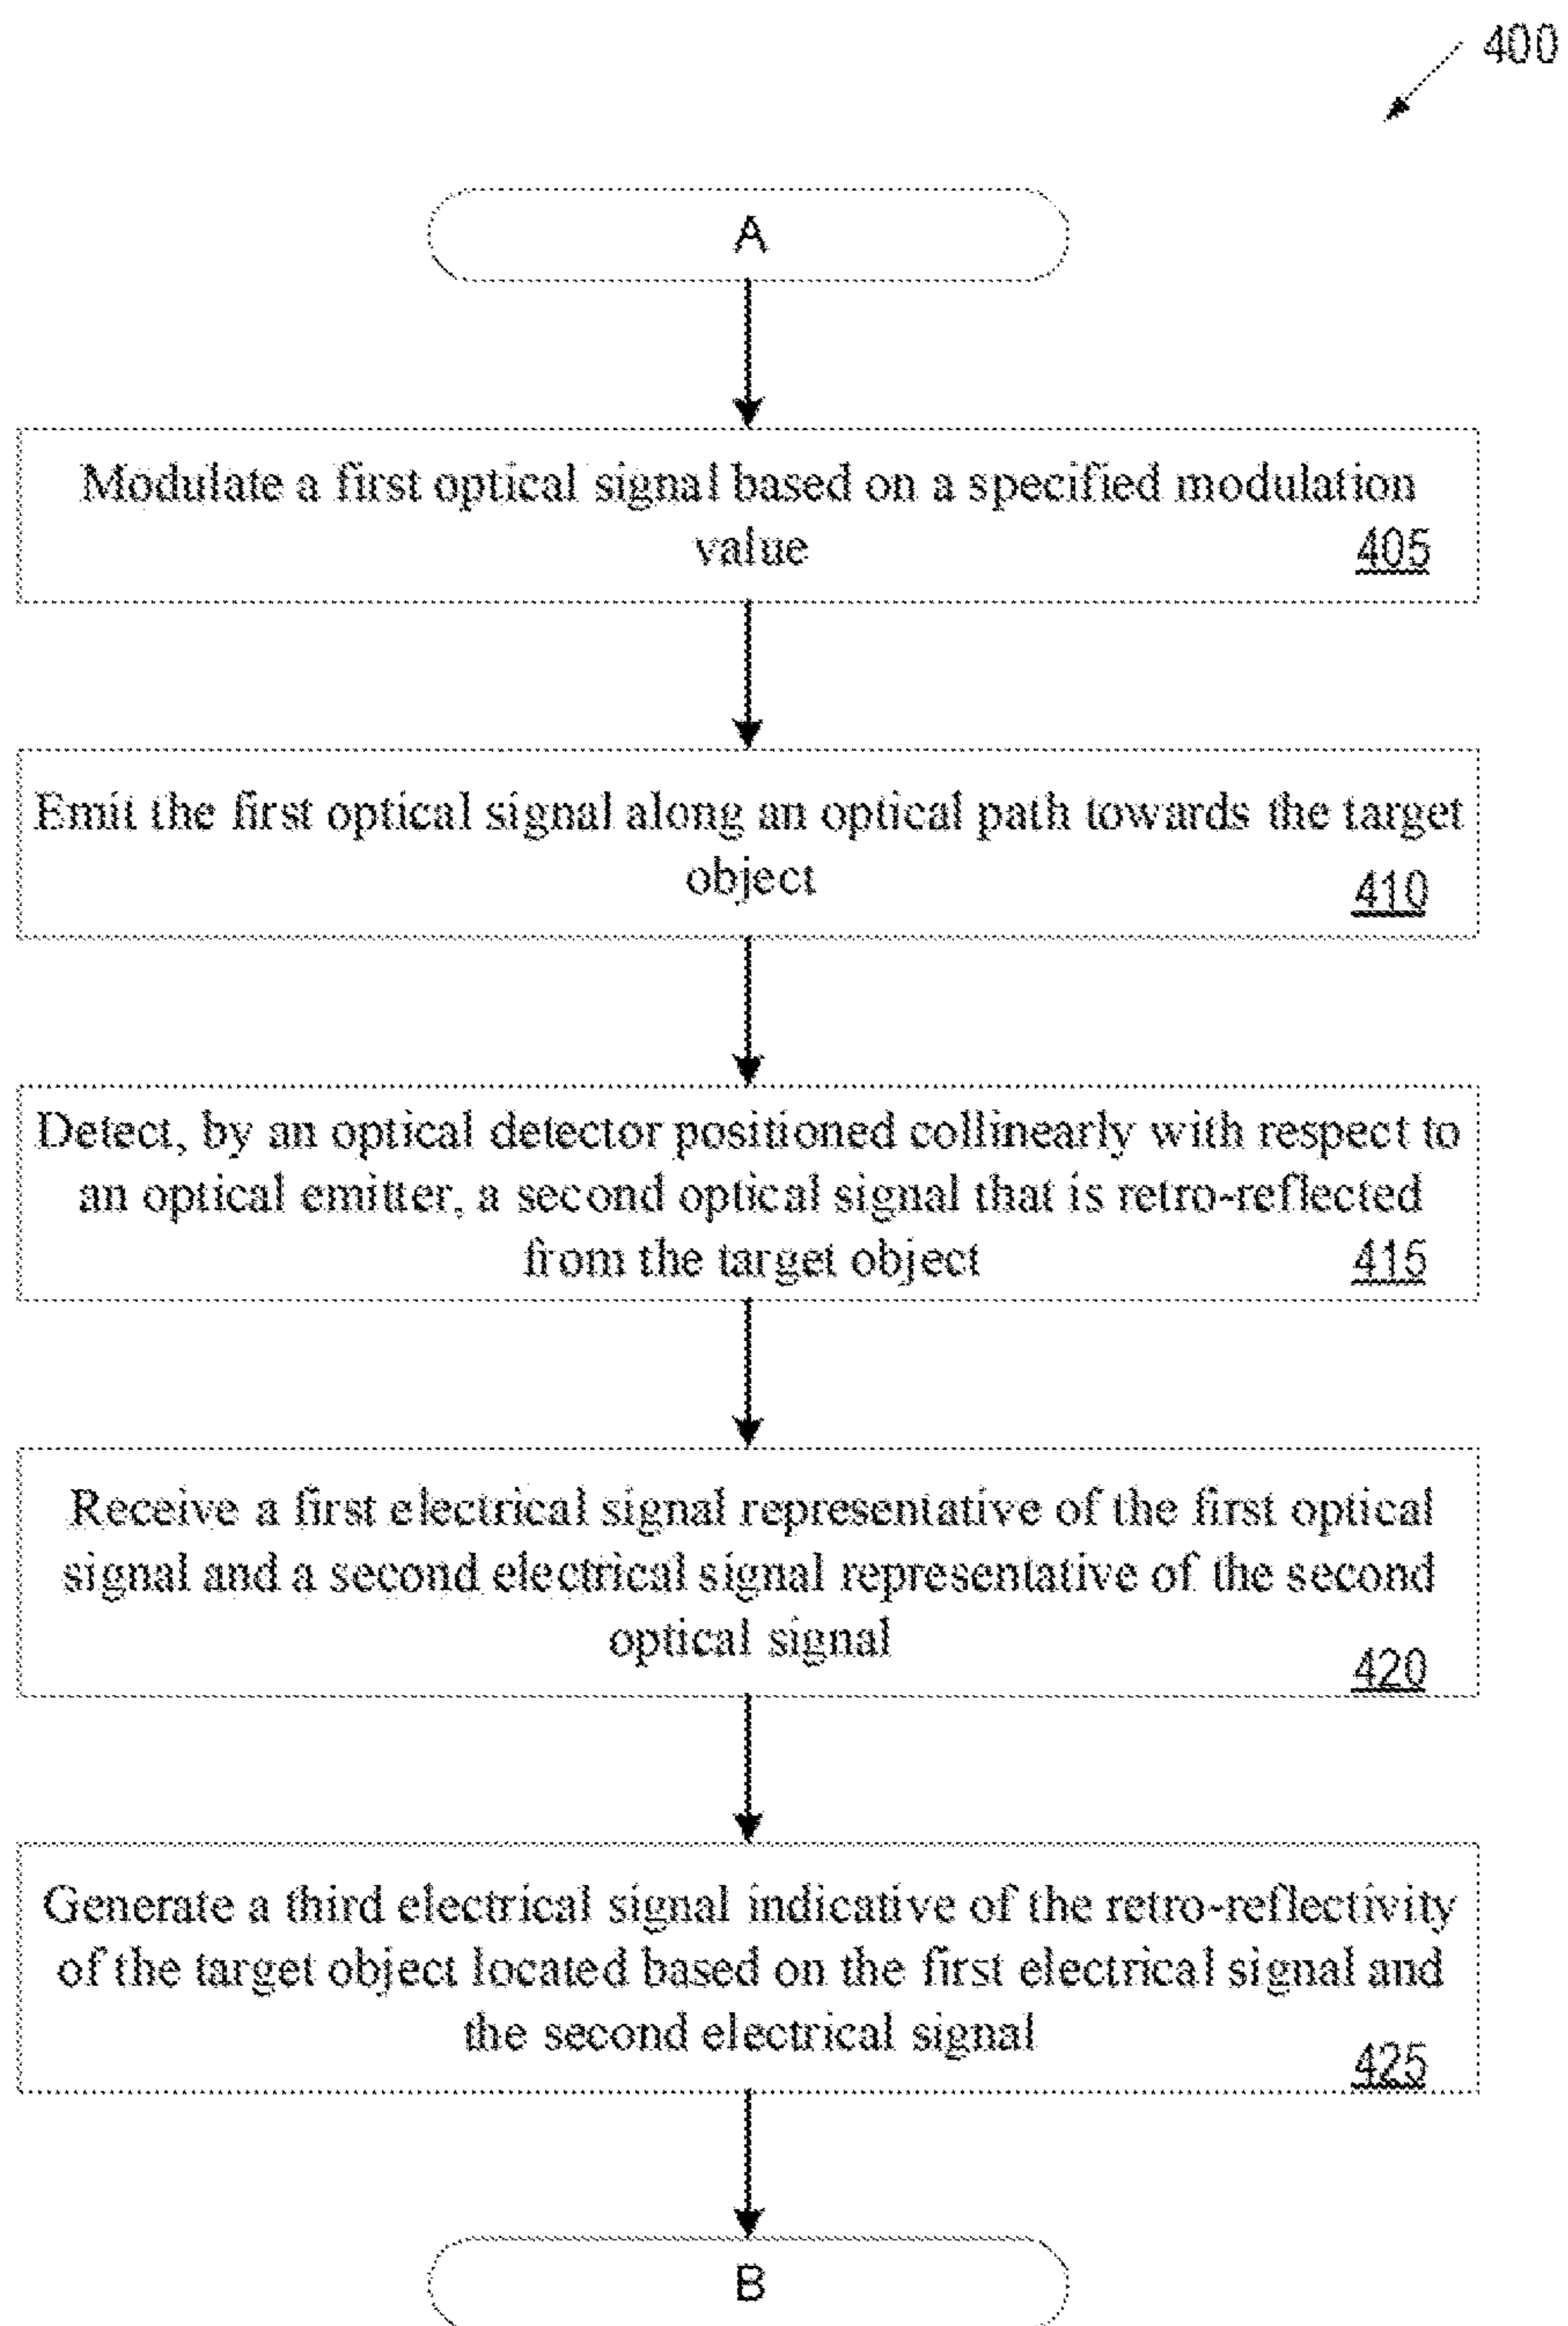 400
A
Modulate a first optical signal based on a specified modulation
value
405
Emit the first optical signal along an optical path towards the target
object
410
Detect, by an optical detector positioned collinearly with respect to
an optical emitter, a second optical signal that is retro-reflected
from the target object
415
Receive a first electrical signal representative of the first optical
signal and a second electrical signal representative of the second
optical signal
420
Generate a third electrical signal indicative of the retro-reflectivity
of the target object located based on the first electrical signal and
the second electrical signal
425
B